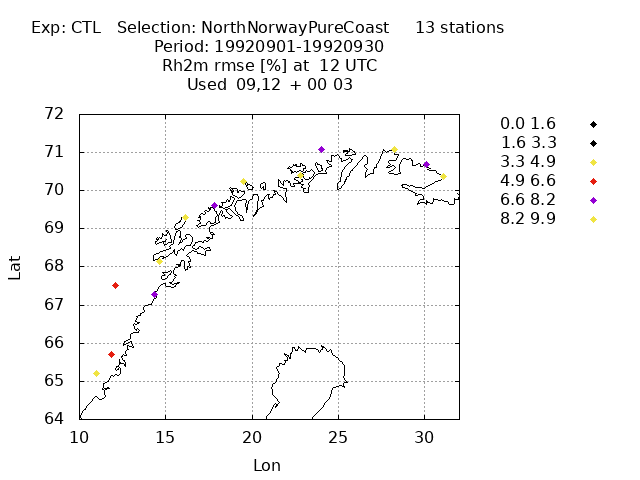 Exp: CTL Selection: NorthNorwayPureCoast 13 stations
Period: 19920901-19920930
Rh2m rmse [%] at 12 UTC
Used 09,12 + 00 03
72
71
70
69
68
67
66
65
64
Lat
10 15 20 25 30
Lon
0.0 1.6
1.6 3.3
3.3 4.9
4.9 6.6
6.6 8.2
8.2 9.9